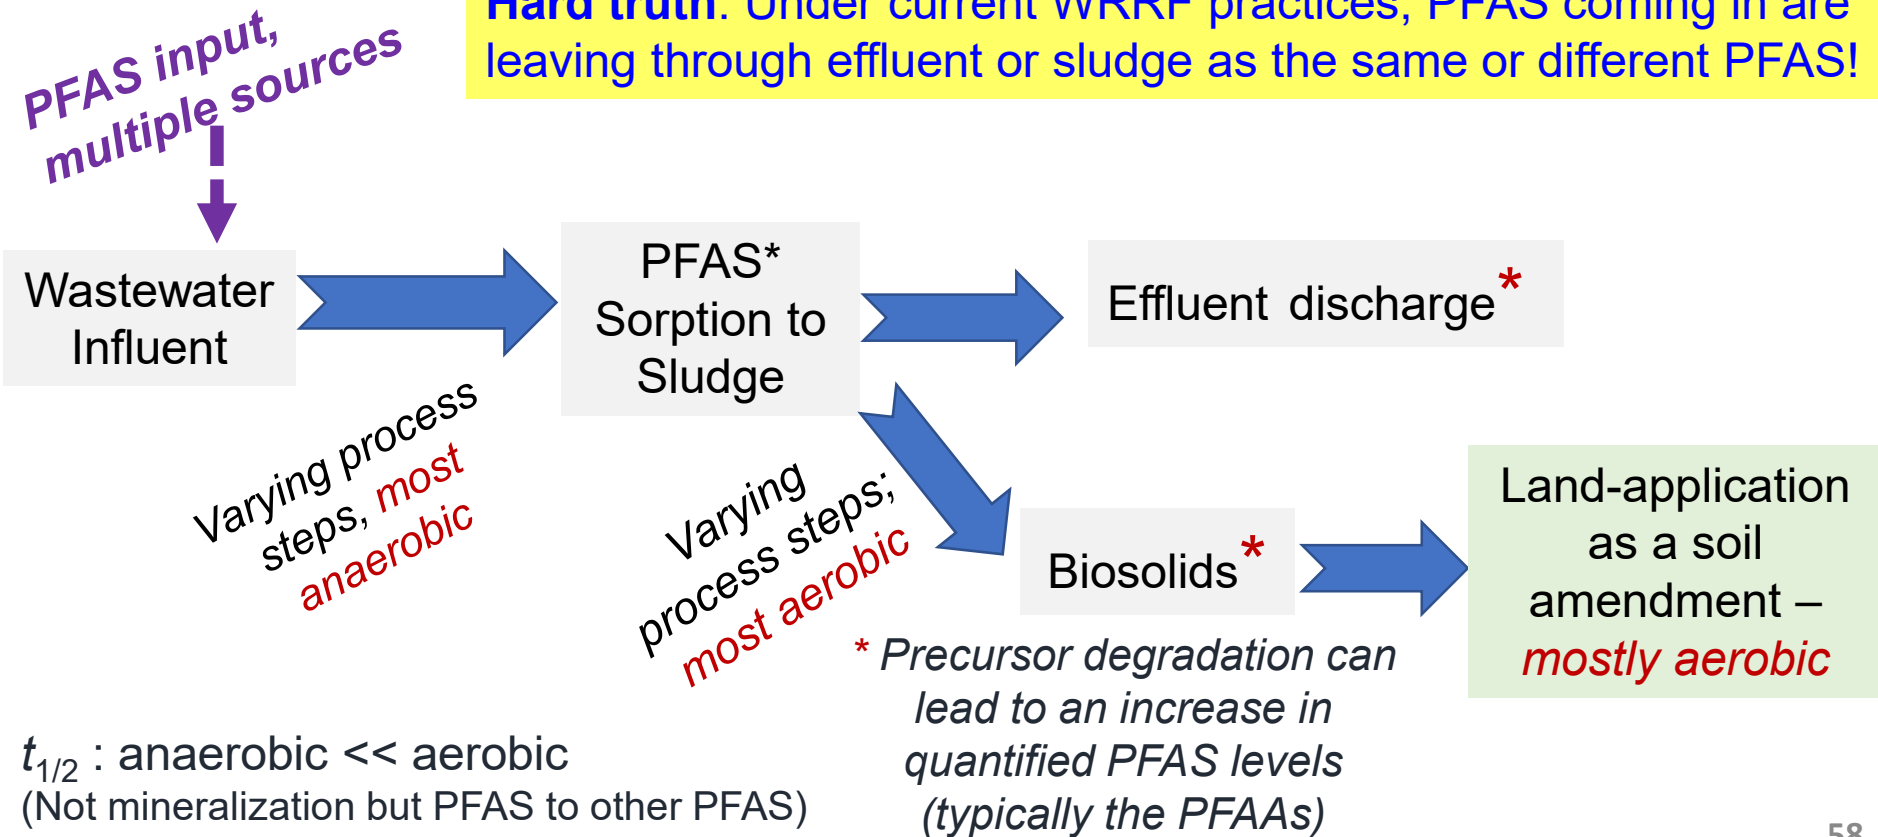 Hard truth: Under current WRRF practices, PFAS coming in are
leaving through effluent or sludge as the same or different PFAS!
PFAS input,
multiple sources
Wastewater
Influent
PFAS*
Sorption to
Sludge
Effluent discharge*
Varying process
steps, most
anaerobic
Varying
process steps;
most aerobic
Biosolids*
Land-application
as a soil
amendment –
mostly aerobic
* Precursor degradation can
lead to an increase in
quantified PFAS levels
(typically the PFAAs)
t1/2 : anaerobic << aerobic
(Not mineralization but PFAS to other PFAS)
58